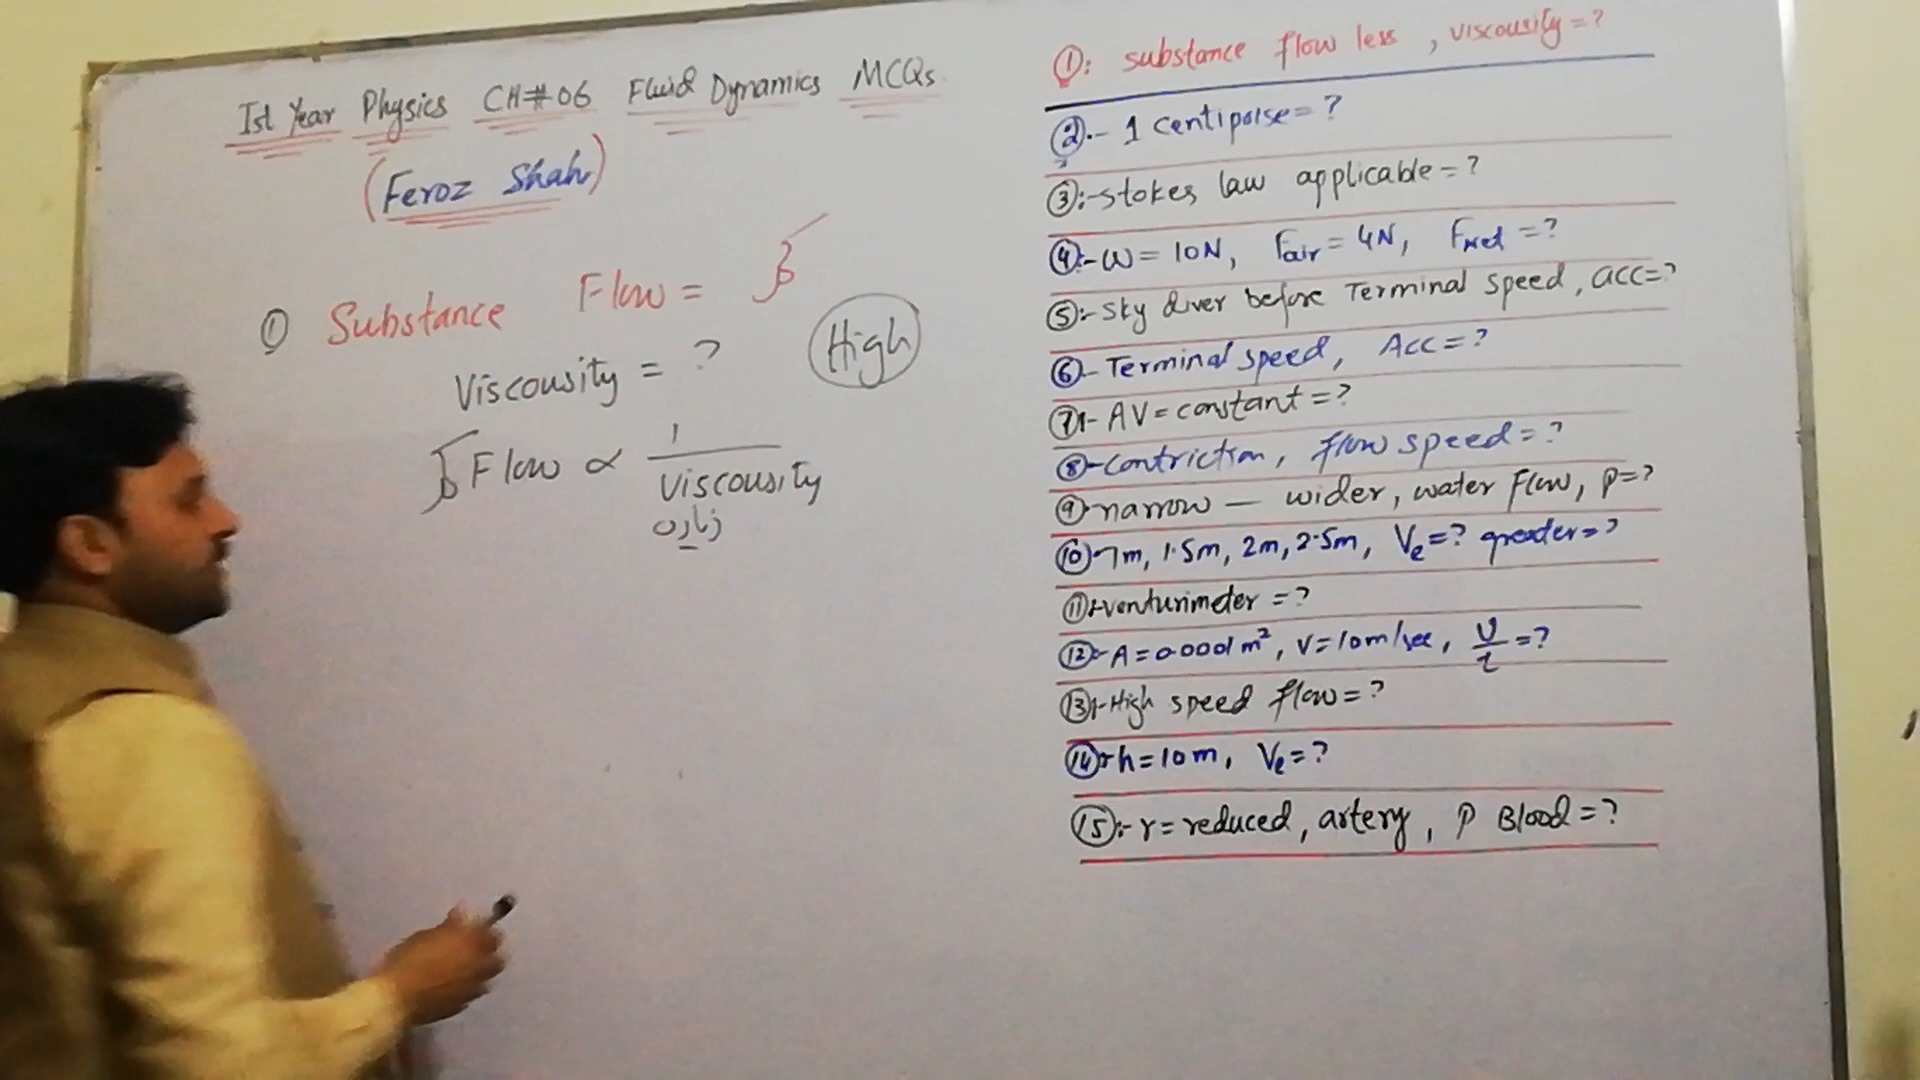 Ist Year Physics CH#06 Fluid Dynamics MCQs.
(Feroz Shah)
① Substance Flow =
Viscousity = ? High
Flow ∝ 1/Viscousity
①: substance flow less, viscousity=?
②:- 1 centipoise=?
③:-stokes law applicable=?
④:-W=10N, Fair=4N, FNet=?
⑤:-sky diver before Terminal speed, acc=?
⑥- Terminal speed, Acc=?
⑦:- AV=constant=?
⑧-contriction, flow speed=?
⑨-narrow — wider, water Flow, P=?
⑩ 1m, 1.5m, 2m, 2.5m, Ve=? greater=?
⑪:-venturimeter=?
⑫:-A=0.0001m², V=10m/sec, V/t=?
⑬:-High speed flow=?
⑭:-h=10m, Ve=?
⑮:-r=reduced, artery, P Blood=?